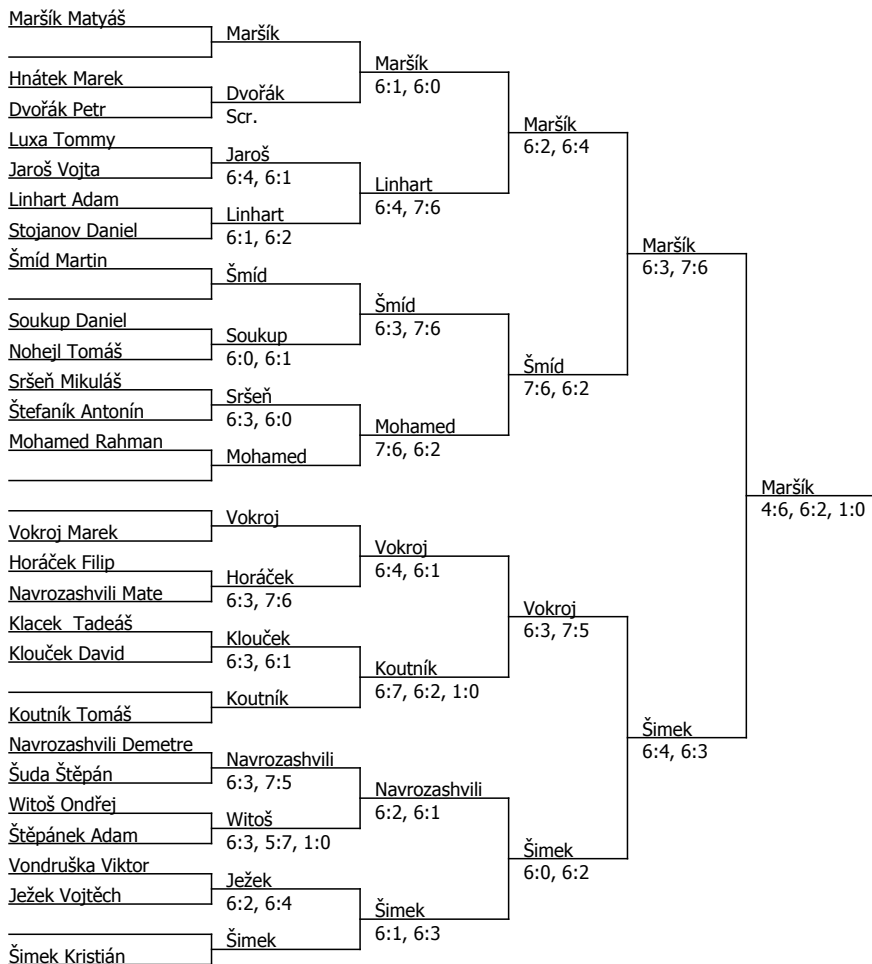 Maršík Matyáš
Maršík
Maršík
6:1, 6:0
Hnátek Marek
Dvořák
Scr.
Dvořák Petr
Maršík
6:2, 6:4
Luxa Tommy
Jaroš
6:4, 6:1
Jaroš Vojta
Linhart
6:4, 7:6
Linhart Adam
Linhart
6:1, 6:2
Stojanov Daniel
Maršík
6:3, 7:6
Šmíd Martin
Šmíd
Šmíd
6:3, 7:6
Soukup Daniel
Soukup
6:0, 6:1
Nohejl Tomáš
Šmíd
7:6, 6:2
Sršeň Mikuláš
Sršeň
6:3, 6:0
Štefaník Antonín
Mohamed
7:6, 6:2
Mohamed Rahman
Mohamed
Maršík
4:6, 6:2, 1:0
Vokroj
Vokroj Marek
Vokroj
6:4, 6:1
Horáček Filip
Horáček
6:3, 7:6
Navrozashvili Mate
Vokroj
6:3, 7:5
Klacek  Tadeáš
Klouček
6:3, 6:1
Klouček David
Koutník
6:7, 6:2, 1:0
Koutník
Koutník Tomáš
Šimek
6:4, 6:3
Navrozashvili Demetre
Navrozashvili
6:3, 7:5
Šuda Štěpán
Navrozashvili
6:2, 6:1
Witoš Ondřej
Witoš
6:3, 5:7, 1:0
Štěpánek Adam
Šimek
6:0, 6:2
Vondruška Viktor
Ježek
6:2, 6:4
Ježek Vojtěch
Šimek
6:1, 6:3
Šimek
Šimek Kristián